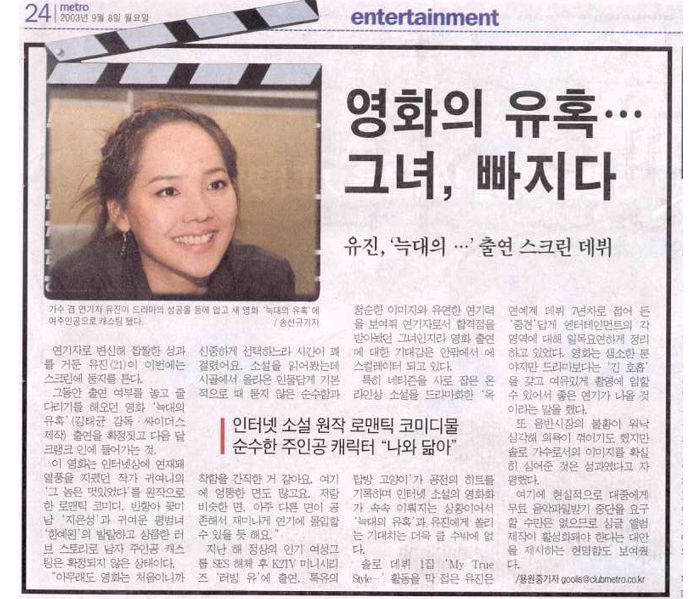 24
metro
2003년 9월 8일 월요일
entertainment
영화의 유혹…
그녀, 빠지다
유진, ‘늑대의 …’ 출연 스크린 데뷔
가수 겸 연기자 유진이 드라마의 성공을 등에 업고 새 영화 ‘늑대의 유혹’에
여주인공으로 캐스팅 됐다.
/ 송선규기자
연기자로 변신해 짭짤한 성과
를 거둔 유진(21)이 이번에는
스크린에 둥지를 튼다.
그동안 출연 여부를 놓고 줄
다리기를 해오던 영화 ‘늑대의
유혹’(김태균 감독·싸이더스
제작) 출연을 확정짓고 다음 달
크랭크 인에 들어가는 것.
이 영화는 인터넷상에 연재돼
열풍을 지폈던 작가 귀여니의
‘그 놈은 멋있었다’를 원작으로
한 로맨틱 코미디. 반항아 꽃미
남 ‘지은성’과 귀여운 평범녀
‘한예원’의 발랄하고 상큼한 러
브 스토리로 남자 주인공 캐스
팅은 확정되지 않은 상태이다.
“아무래도 영화는 처음이니까
신중하게 선택하느라 시간이 꽤
걸렸어요. 소설을 읽어봤는데
시골에서 올라온 인물답게 기본
적으로 때 묻지 않은 순수함과
인터넷 소설 원작 로맨틱 코미디물
순수한 주인공 캐릭터 “나와 닮아”
착함을 간직한 거 같아요. 여기
에 엉뚱한 면도 많고요. 저랑
비슷한 면, 아주 다른 면이 공
존해서 재미나게 연기에 몰입할
수 있을 듯 해요.”
지난 해 정상의 인기 여성그
룹 SES 해체 후 KZTV 미니시리
즈 ‘러빙 유’에 출연, 특유의
청순한 이미지와 유연한 연기력
을 보여줘 연기자로서 합격점을
받아냈던 그녀인지라 영화 출연
에 대한 기대감은 안팎에서 에
스컬레이터 되고 있다.
특히 네티즌을 사로 잡은 온
라인상 소설을 드라마화한 ‘옥
탑방 고양이’가 공전의 히트를
기록하며 인터넷 소설의 영화화
가 속속 이뤄지는 상황이어서
‘늑대의 유혹’과 유진에게 쏠리
는 기대치는 더욱 클 수밖에 없
다.
솔로 데뷔 1집 ‘My True
Style…’ 활동을 막 접은 유진은
연예계 데뷔 7년차로 접어 든
‘중견’답게 엔터테인먼트의 각
영역에 대해 일목요연하게 정리
하고 있었다. 영화는 생소한 분
야지만 드라마보다는 ‘긴 호흡’
을 갖고 여유있게 촬영에 임할
수 있어서 좋은 연기가 나올 것
이라는 말을 했다.
또 음반시장의 불황이 워낙
심각해 의욕이 꺾이기도 했지만
솔로 가수로서의 이미지를 확실
히 심어준 것은 성과였다고 자
평했다.
여기에 현실적으로 대중에게
무료 음악파일받기 중단을 요구
할 수만은 없으므로 싱글 앨범
제작이 활성화돼야 한다는 대안
을 제시하는 현명함도 보여줬
다.
/용원중기자 goolis@clubmetro.co.kr